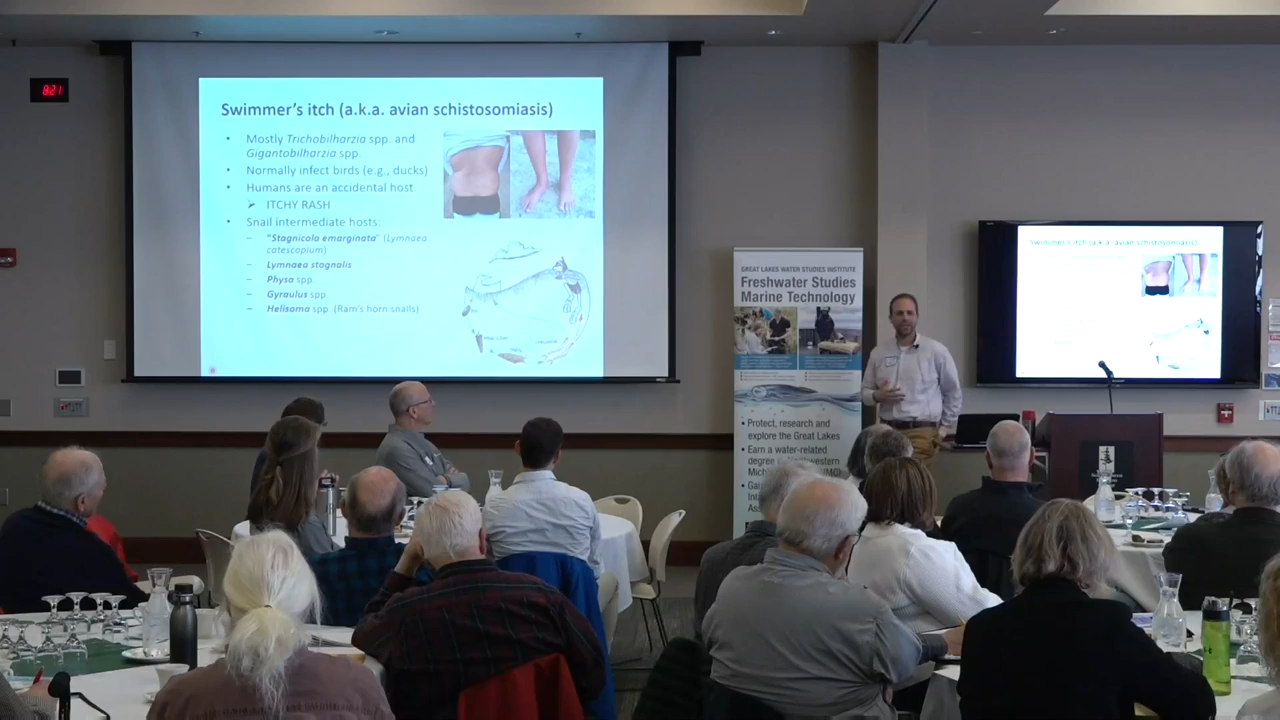 8:21
Swimmer's itch (a.k.a. avian schistosomiasis)
• Mostly Trichobilharzia spp. and
Gigantobilharzia spp.
• Normally infect birds (e.g., ducks)
• Humans are an accidental host
➢ ITCHY RASH
• Snail intermediate hosts:
– "Stagnicola emarginata" (Lymnaea
catescopium)
– Lymnaea stagnalis
– Physa spp.
– Gyraulus spp
– Helisoma spp. (Ram's horn snails)
GREAT LAKES WATER STUDIES INSTITUTE
Freshwater Studies
Marine Technology
• Protect, research and
explore the Great Lakes
• Earn a water-related
degree
Swimmer's itch (a.k.a. avian schistosomiasis)